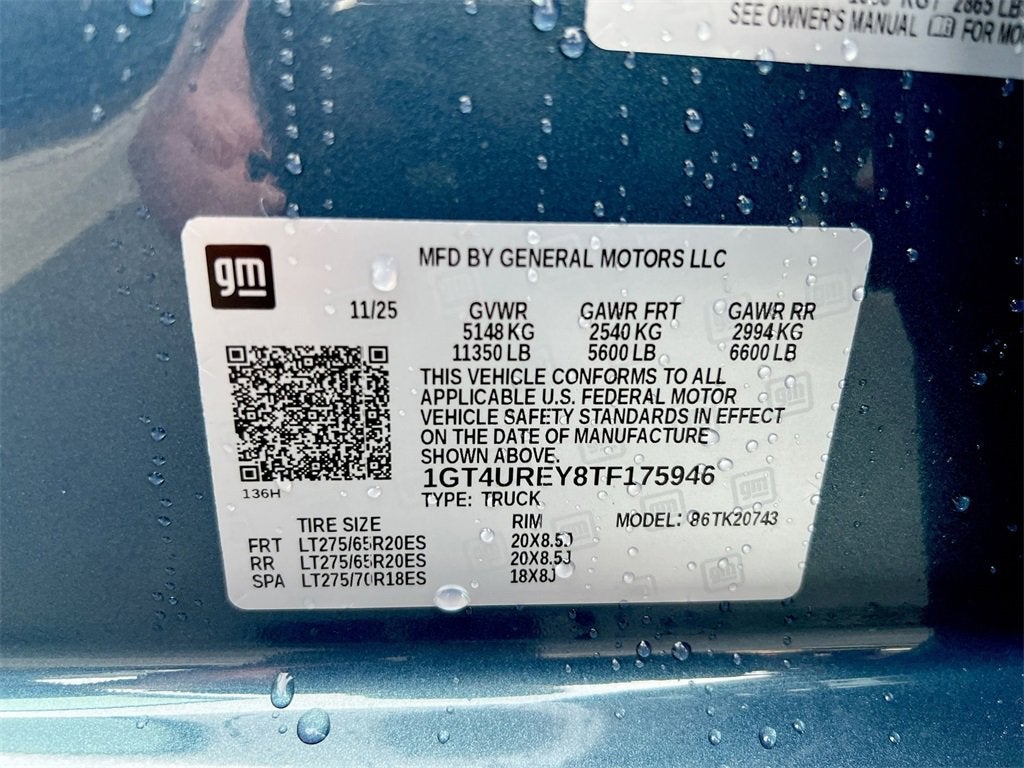 2865 LB
SEE OWNER'S MANUAL FOR MO
gm
MFD BY GENERAL MOTORS LLC
11/25 GVWR GAWR FRT GAWR RR
5148 KG 2540 KG 2994 KG
11350 LB 5600 LB 6600 LB
THIS VEHICLE CONFORMS TO ALL
APPLICABLE U.S. FEDERAL MOTOR
VEHICLE SAFETY STANDARDS IN EFFECT
ON THE DATE OF MANUFACTURE
SHOWN ABOVE.
1GT4UREY8TF175946
136H
TYPE: TRUCK
TIRE SIZE RIM MODEL: 86TK20743
FRT LT275/65R20ES 20X8.5J
RR LT275/65R20ES 20X8.5J
SPA LT275/70R18ES 18X8J